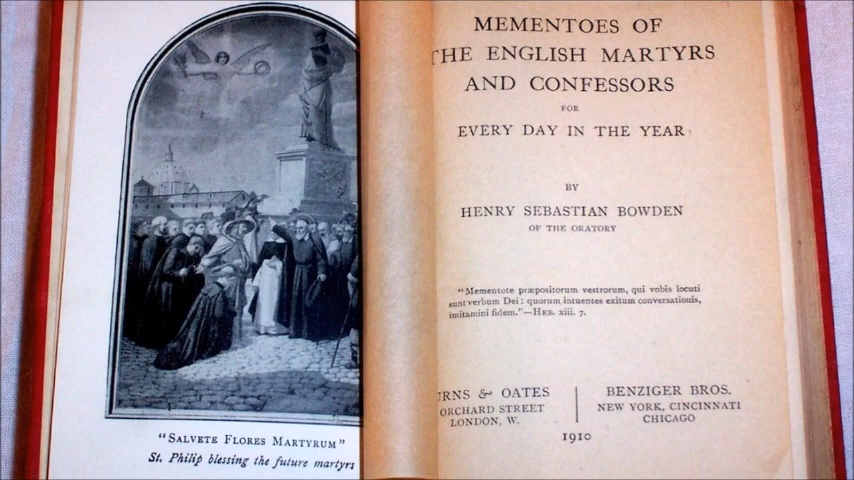 "SALVETE FLORES MARTYRUM"
St. Philip blessing the future martyrs
MEMENTOES OF
THE ENGLISH MARTYRS
AND CONFESSORS
FOR
EVERY DAY IN THE YEAR
BY
HENRY SEBASTIAN BOWDEN
OF THE ORATORY
"Mementote præpositorum vestrorum, qui vobis locuti
sunt verbum Dei: quorum intuentes exitum conversationis,
imitamini fidem."—HEB. xiii. 7.
RNS & OATES
ORCHARD STREET
LONDON, W.
BENZIGER BROS.
NEW YORK, CINCINNATI
CHICAGO
1910